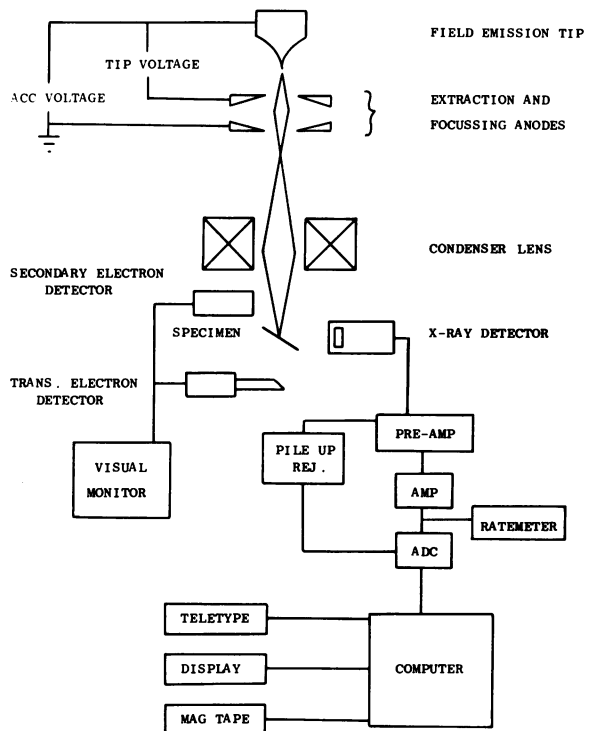 FIELD EMISSION TIP
TIP VOLTAGE
ACC VOLTAGE
EXTRACTION AND
FOCUSSING ANODES
CONDENSER LENS
SECONDARY ELECTRON
DETECTOR
SPECIMEN
X-RAY DETECTOR
TRANS. ELECTRON
DETECTOR
PRE-AMP
PILE UP
REJ.
VISUAL
MONITOR
AMP
RATEMETER
ADC
TELETYPE
DISPLAY
COMPUTER
MAG TAPE